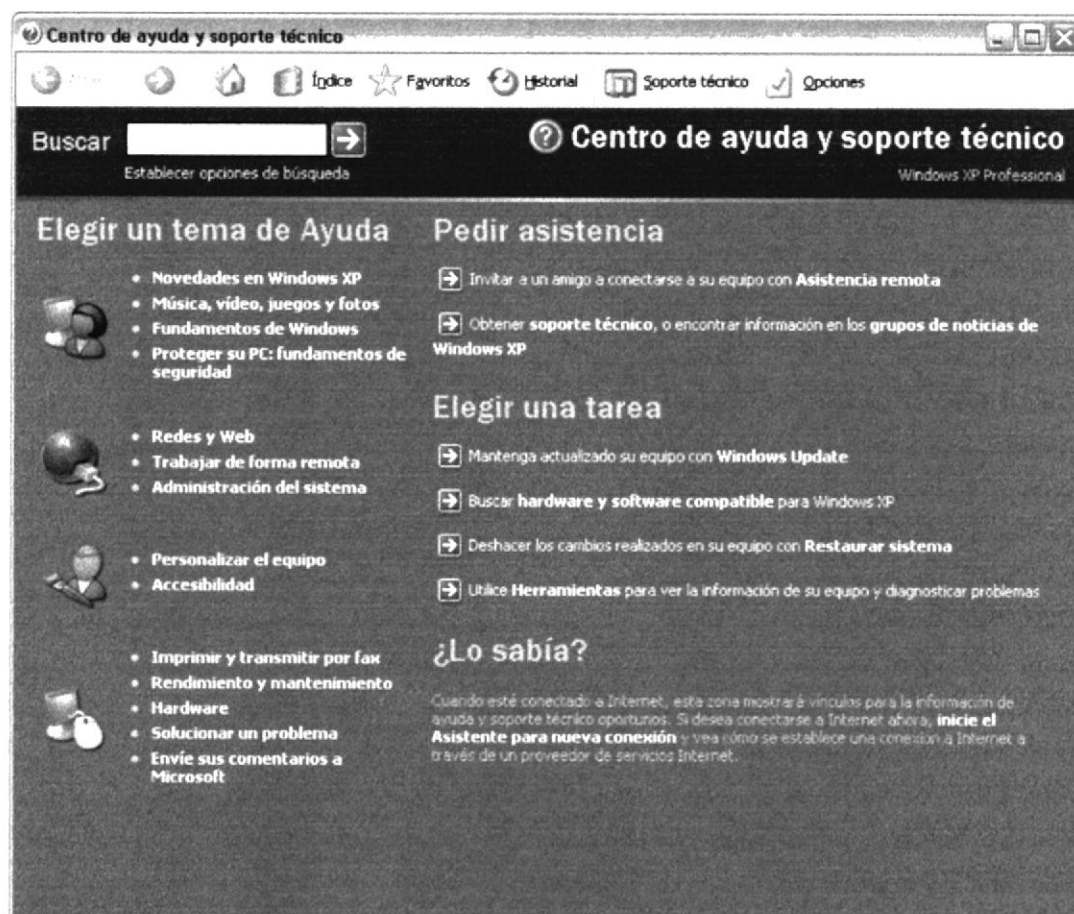 Centro de ayuda y soporte técnico
Índice Favoritos Historial Soporte técnico Opciones
Buscar
Establecer opciones de búsqueda
Centro de ayuda y soporte técnico
Windows XP Professional
Elegir un tema de Ayuda
• Novedades en Windows XP
• Música, vídeo, juegos y fotos
• Fundamentos de Windows
• Proteger su PC: fundamentos de
seguridad
• Redes y Web
• Trabajar de forma remota
• Administración del sistema
• Personalizar el equipo
• Accesibilidad
• Imprimir y transmitir por fax
• Rendimiento y mantenimiento
• Hardware
• Solucionar un problema
• Envíe sus comentarios a
Microsoft
Pedir asistencia
Invitar a un amigo a conectarse a su equipo con Asistencia remota
Obtener soporte técnico, o encontrar información en los grupos de noticias de
Windows XP
Elegir una tarea
Mantenga actualizado su equipo con Windows Update
Buscar hardware y software compatible para Windows XP
Deshacer los cambios realizados en su equipo con Restaurar sistema
Utilice Herramientas para ver la información de su equipo y diagnosticar problemas
¿Lo sabía?
Cuando esté conectado a Internet, esta zona mostrará vínculos para la información de
ayuda y soporte técnico oportunos. Si desea conectarse a Internet ahora, inicie el
Asistente para nueva conexión y vea cómo se establece una conexión a Internet a
través de un proveedor de servicios Internet.